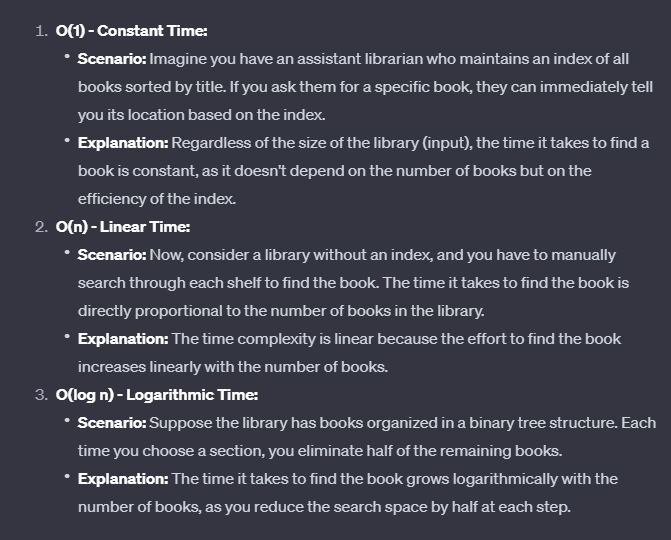 1. O(1) - Constant Time:
• Scenario: Imagine you have an assistant librarian who maintains an index of all
books sorted by title. If you ask them for a specific book, they can immediately tell
you its location based on the index.
• Explanation: Regardless of the size of the library (input), the time it takes to find a
book is constant, as it doesn't depend on the number of books but on the
efficiency of the index.
2. O(n) - Linear Time:
• Scenario: Now, consider a library without an index, and you have to manually
search through each shelf to find the book. The time it takes to find the book is
directly proportional to the number of books in the library.
• Explanation: The time complexity is linear because the effort to find the book
increases linearly with the number of books.
3. O(log n) - Logarithmic Time:
• Scenario: Suppose the library has books organized in a binary tree structure. Each
time you choose a section, you eliminate half of the remaining books.
• Explanation: The time it takes to find the book grows logarithmically with the
number of books, as you reduce the search space by half at each step.